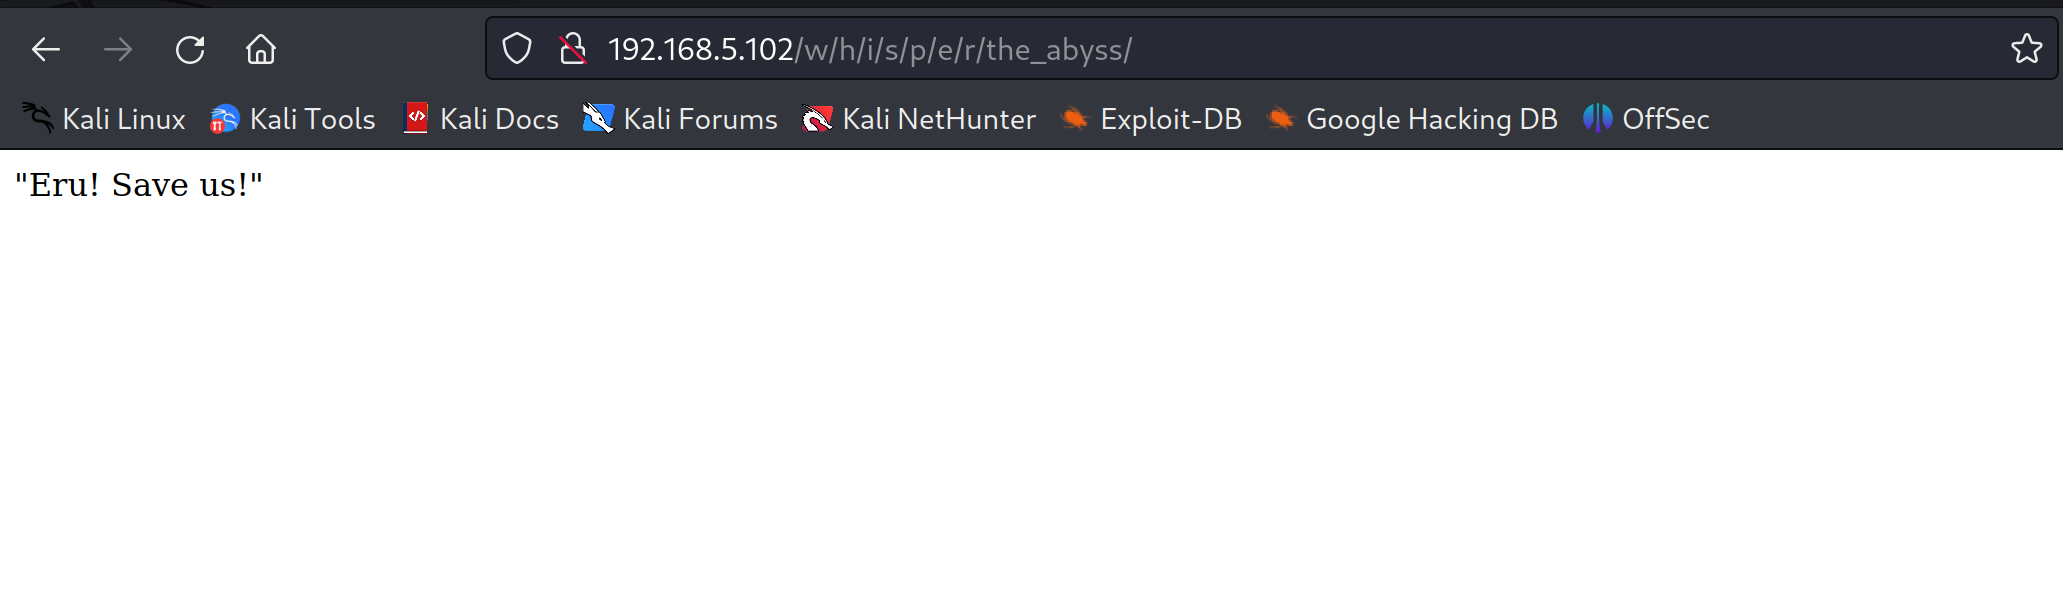 192.168.5.102/w/h/i/s/p/e/r/the_abyss/
Kali Linux Kali Tools Kali Docs Kali Forums Kali NetHunter Exploit-DB Google Hacking DB OffSec
"Eru! Save us!"